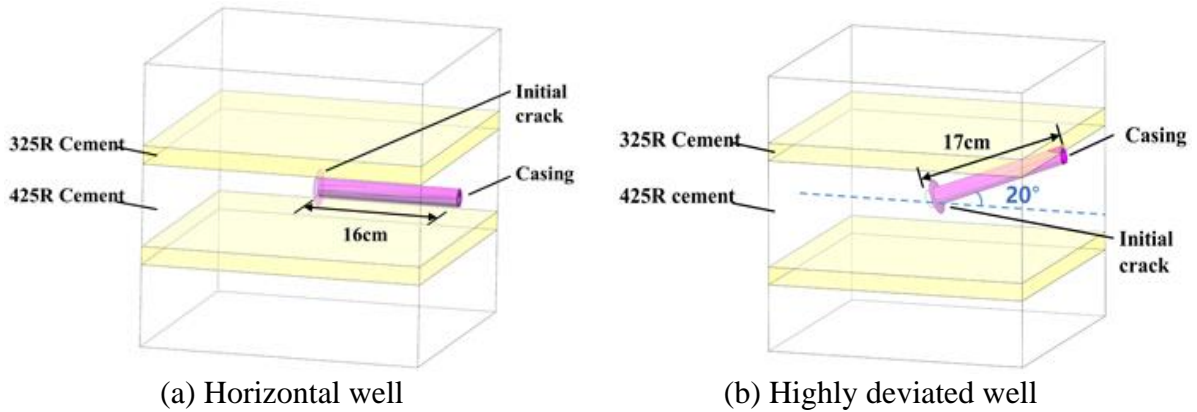 Initial
crack
325R Cement
425R Cement
Casing
16cm
(a) Horizontal well
325R Cement
17cm
Casing
425R cement
20°
Initial
crack
(b) Highly deviated well